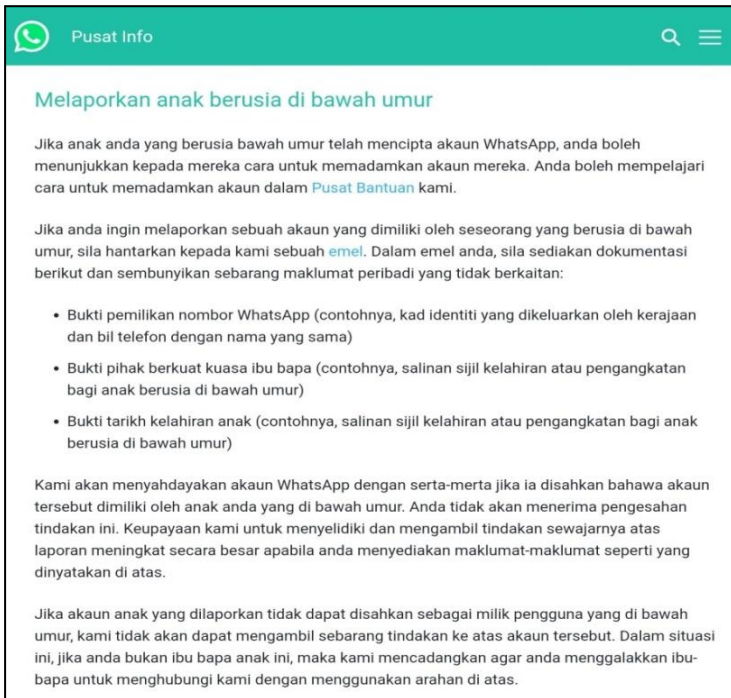 Pusat Info
Melaporkan anak berusia di bawah umur
Jika anak anda yang berusia bawah umur telah mencipta akaun WhatsApp, anda boleh
menunjukkan kepada mereka cara untuk memadamkan akaun mereka. Anda boleh mempelajari
cara untuk memadamkan akaun dalam Pusat Bantuan kami.
Jika anda ingin melaporkan sebuah akaun yang dimiliki oleh seseorang yang berusia di bawah
umur, sila hantarkan kepada kami sebuah emel. Dalam emel anda, sila sediakan dokumentasi
berikut dan sembunyikan sebarang maklumat peribadi yang tidak berkaitan:
• Bukti pemilikan nombor WhatsApp (contohnya, kad identiti yang dikeluarkan oleh kerajaan
dan bil telefon dengan nama yang sama)
• Bukti pihak berkuat kuasa ibu bapa (contohnya, salinan sijil kelahiran atau pengangkatan
bagi anak berusia di bawah umur)
• Bukti tarikh kelahiran anak (contohnya, salinan sijil kelahiran atau pengangkatan bagi anak
berusia di bawah umur)
Kami akan menyahdayakan akaun WhatsApp dengan serta-merta jika ia disahkan bahawa akaun
tersebut dimiliki oleh anak anda yang di bawah umur. Anda tidak akan menerima pengesahan
tindakan ini. Keupayaan kami untuk menyelidiki dan mengambil tindakan sewajarnya atas
laporan meningkat secara besar apabila anda menyediakan maklumat-maklumat seperti yang
dinyatakan di atas.
Jika akaun anak yang dilaporkan tidak dapat disahkan sebagai milik pengguna yang di bawah
umur, kami tidak akan dapat mengambil sebarang tindakan ke atas akaun tersebut. Dalam situasi
ini, jika anda bukan ibu bapa anak ini, maka kami mencadangkan agar anda menggalakkan ibu-
bapa untuk menghubungi kami dengan menggunakan arahan di atas.